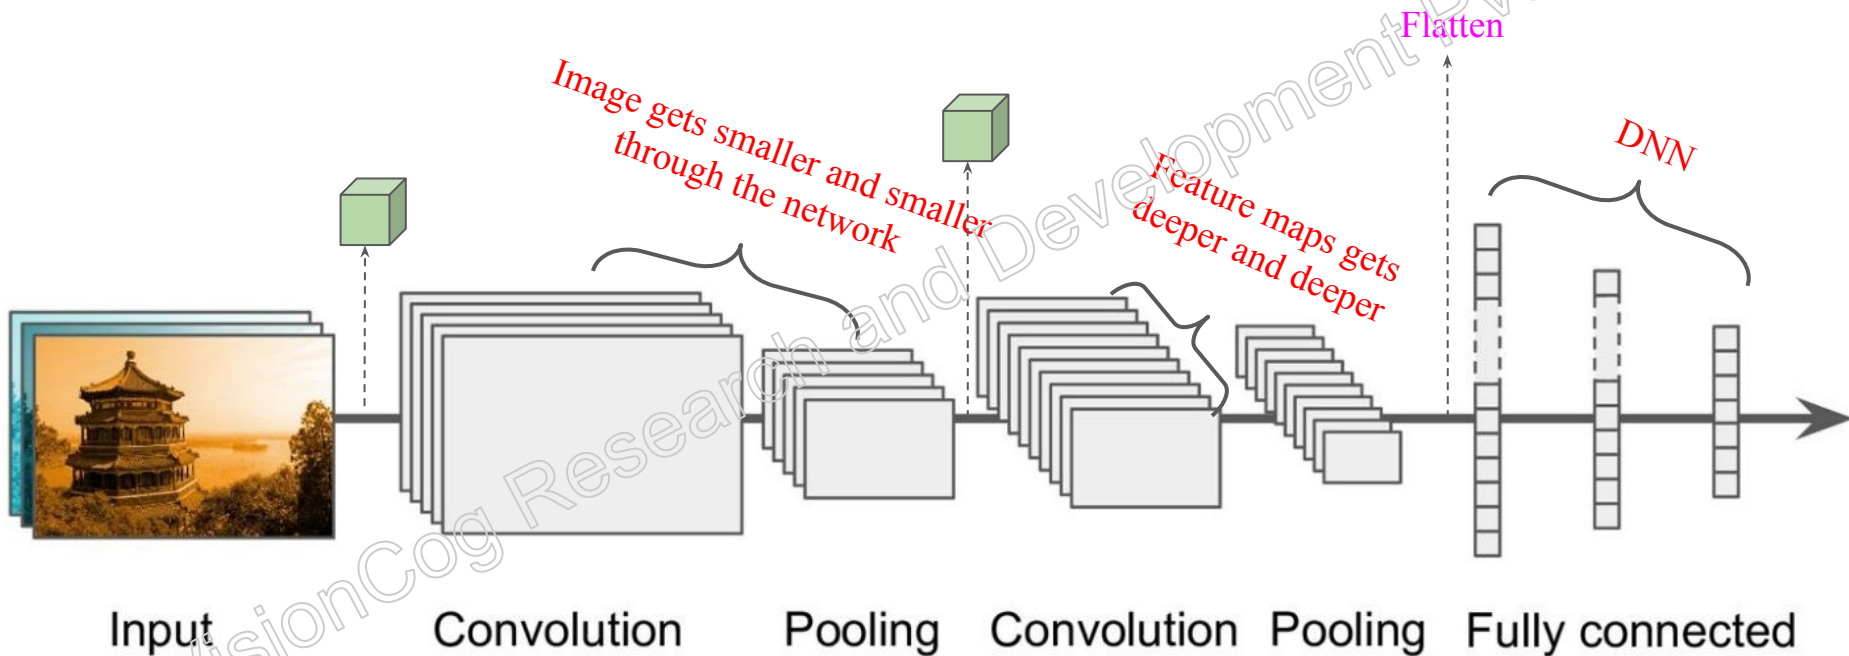 Flatten
Image gets smaller and smaller
through the network
Feature maps gets
deeper and deeper
DNN
Input
Convolution
Pooling
Convolution
Pooling
Fully connected
Research and Development